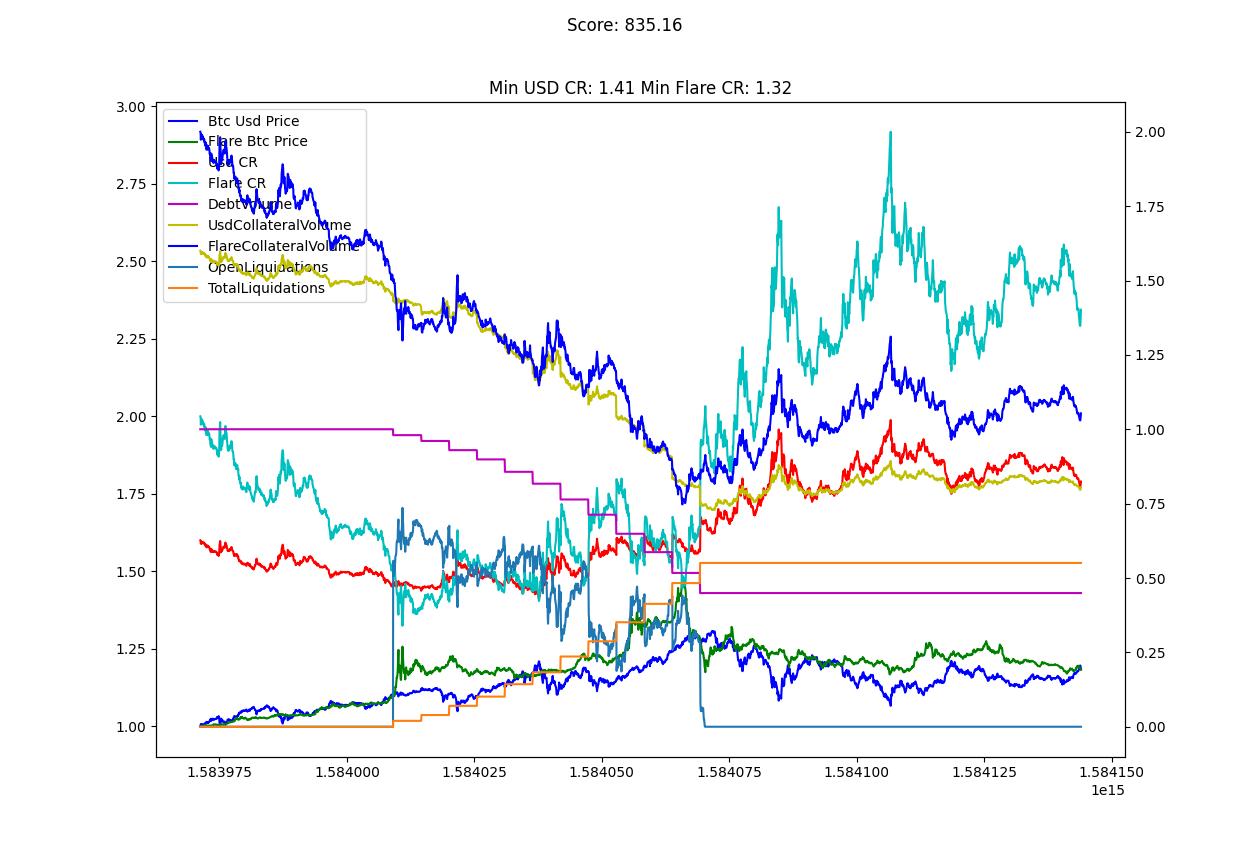 Score: 835.16
Min USD CR: 1.41 Min Flare CR: 1.32
Btc Usd Price
Flare Btc Price
Usd CR
Flare CR
DebtVolume
UsdCollateralVolume
FlareCollateralVolume
OpenLiquidations
TotalLiquidations
3.00
2.75
2.50
2.25
2.00
1.75
1.50
1.25
1.00
2.00
1.75
1.50
1.25
1.00
0.75
0.50
0.25
0.00
1.583975 1.584000 1.584025 1.584050 1.584075 1.584100 1.584125 1.584150
1e15